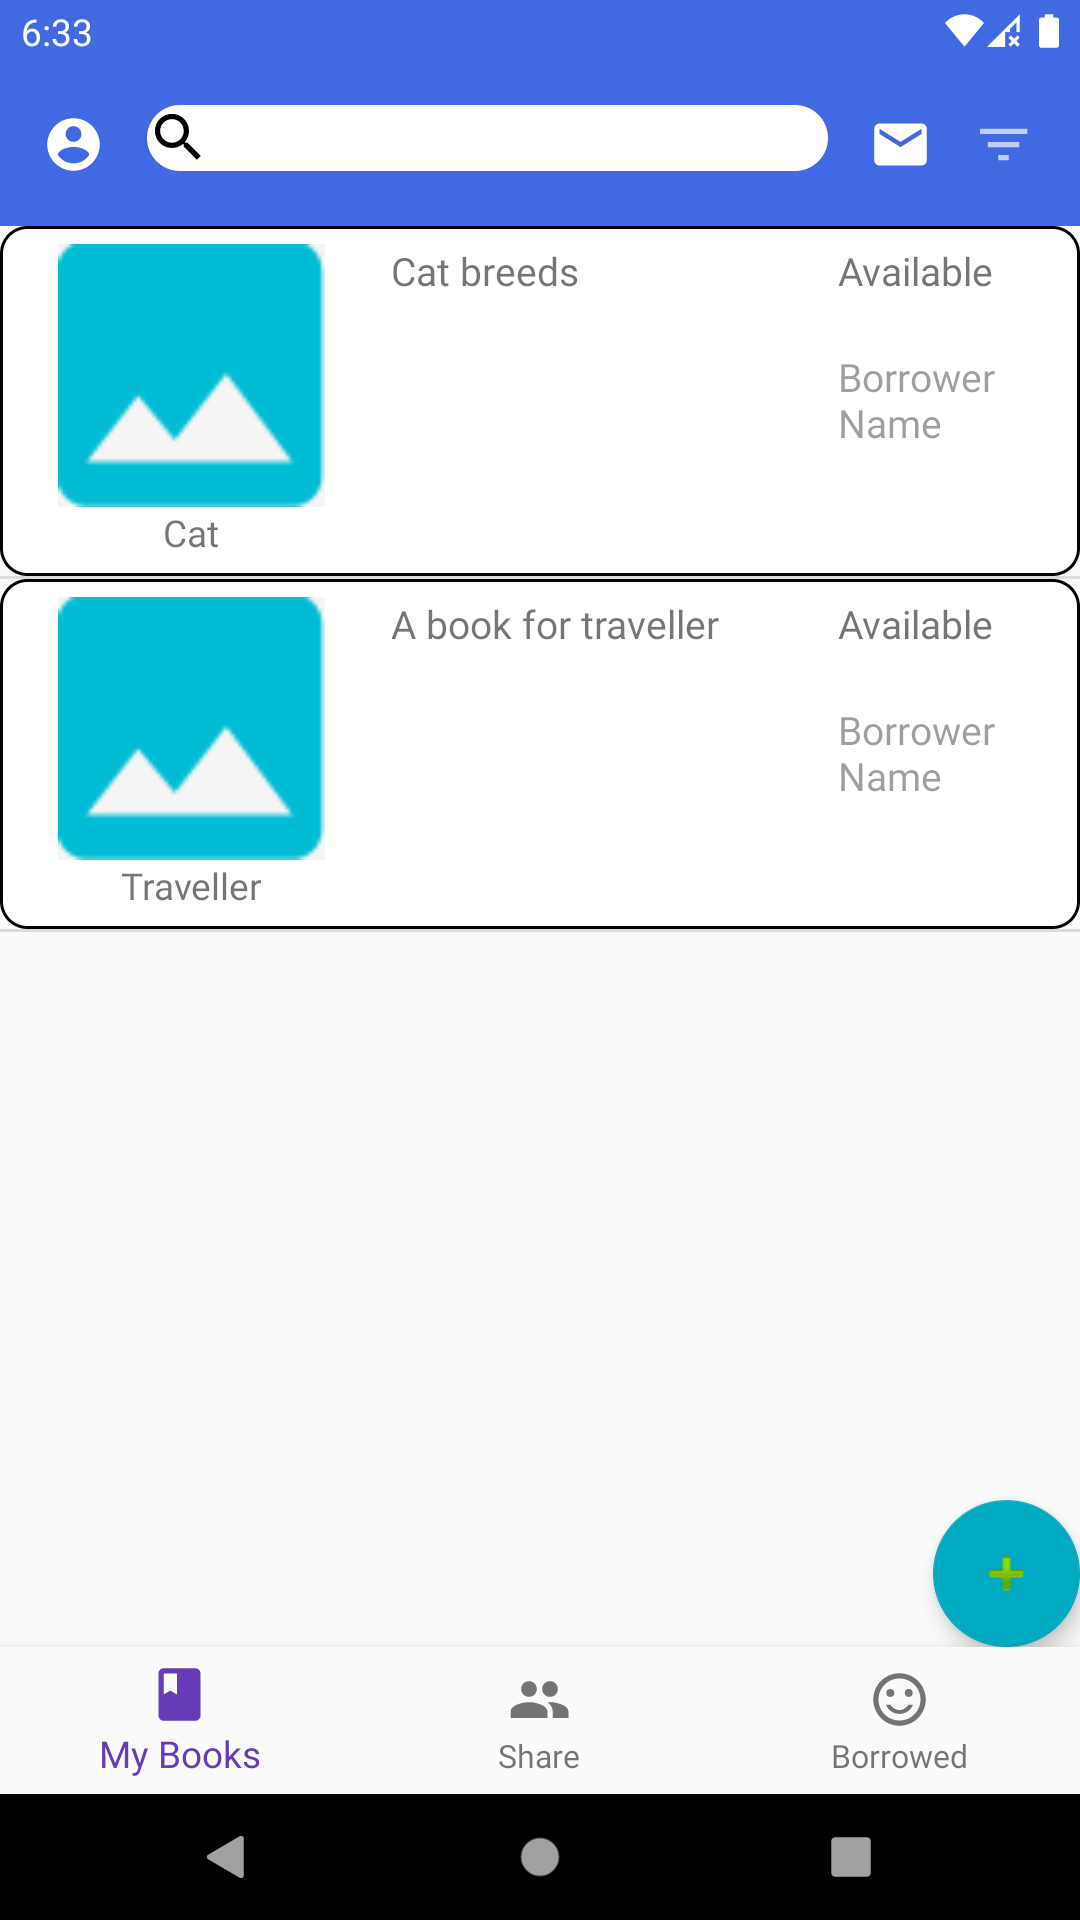 6:33
Cat breeds
Available
Borrower
Name
Cat
A book for traveller
Available
Borrower
Name
Traveller
My Books
Share
Borrowed